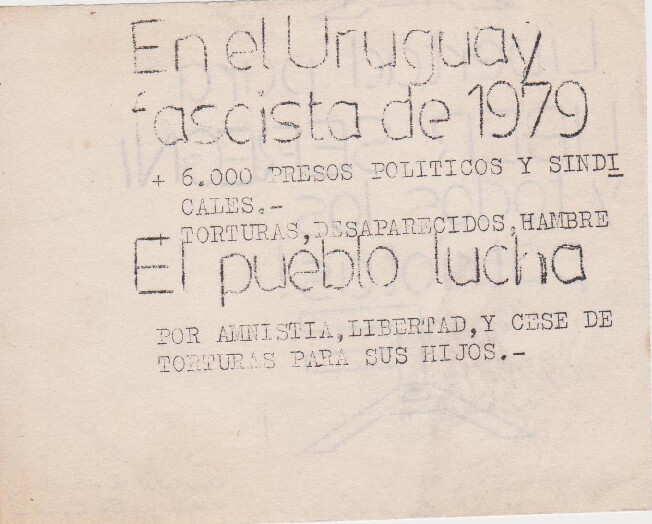 En el Uruguay
fascista de 1979
+ 6.000 PRESOS POLITICOS Y SINDI
CALES.-
+ TORTURAS,DESAPARECIDOS,HAMBRE
El pueblo lucha
POR AMNISTIA,LIBERTAD,Y CESE DE
TORTURAS PARA SUS HIJOS.-